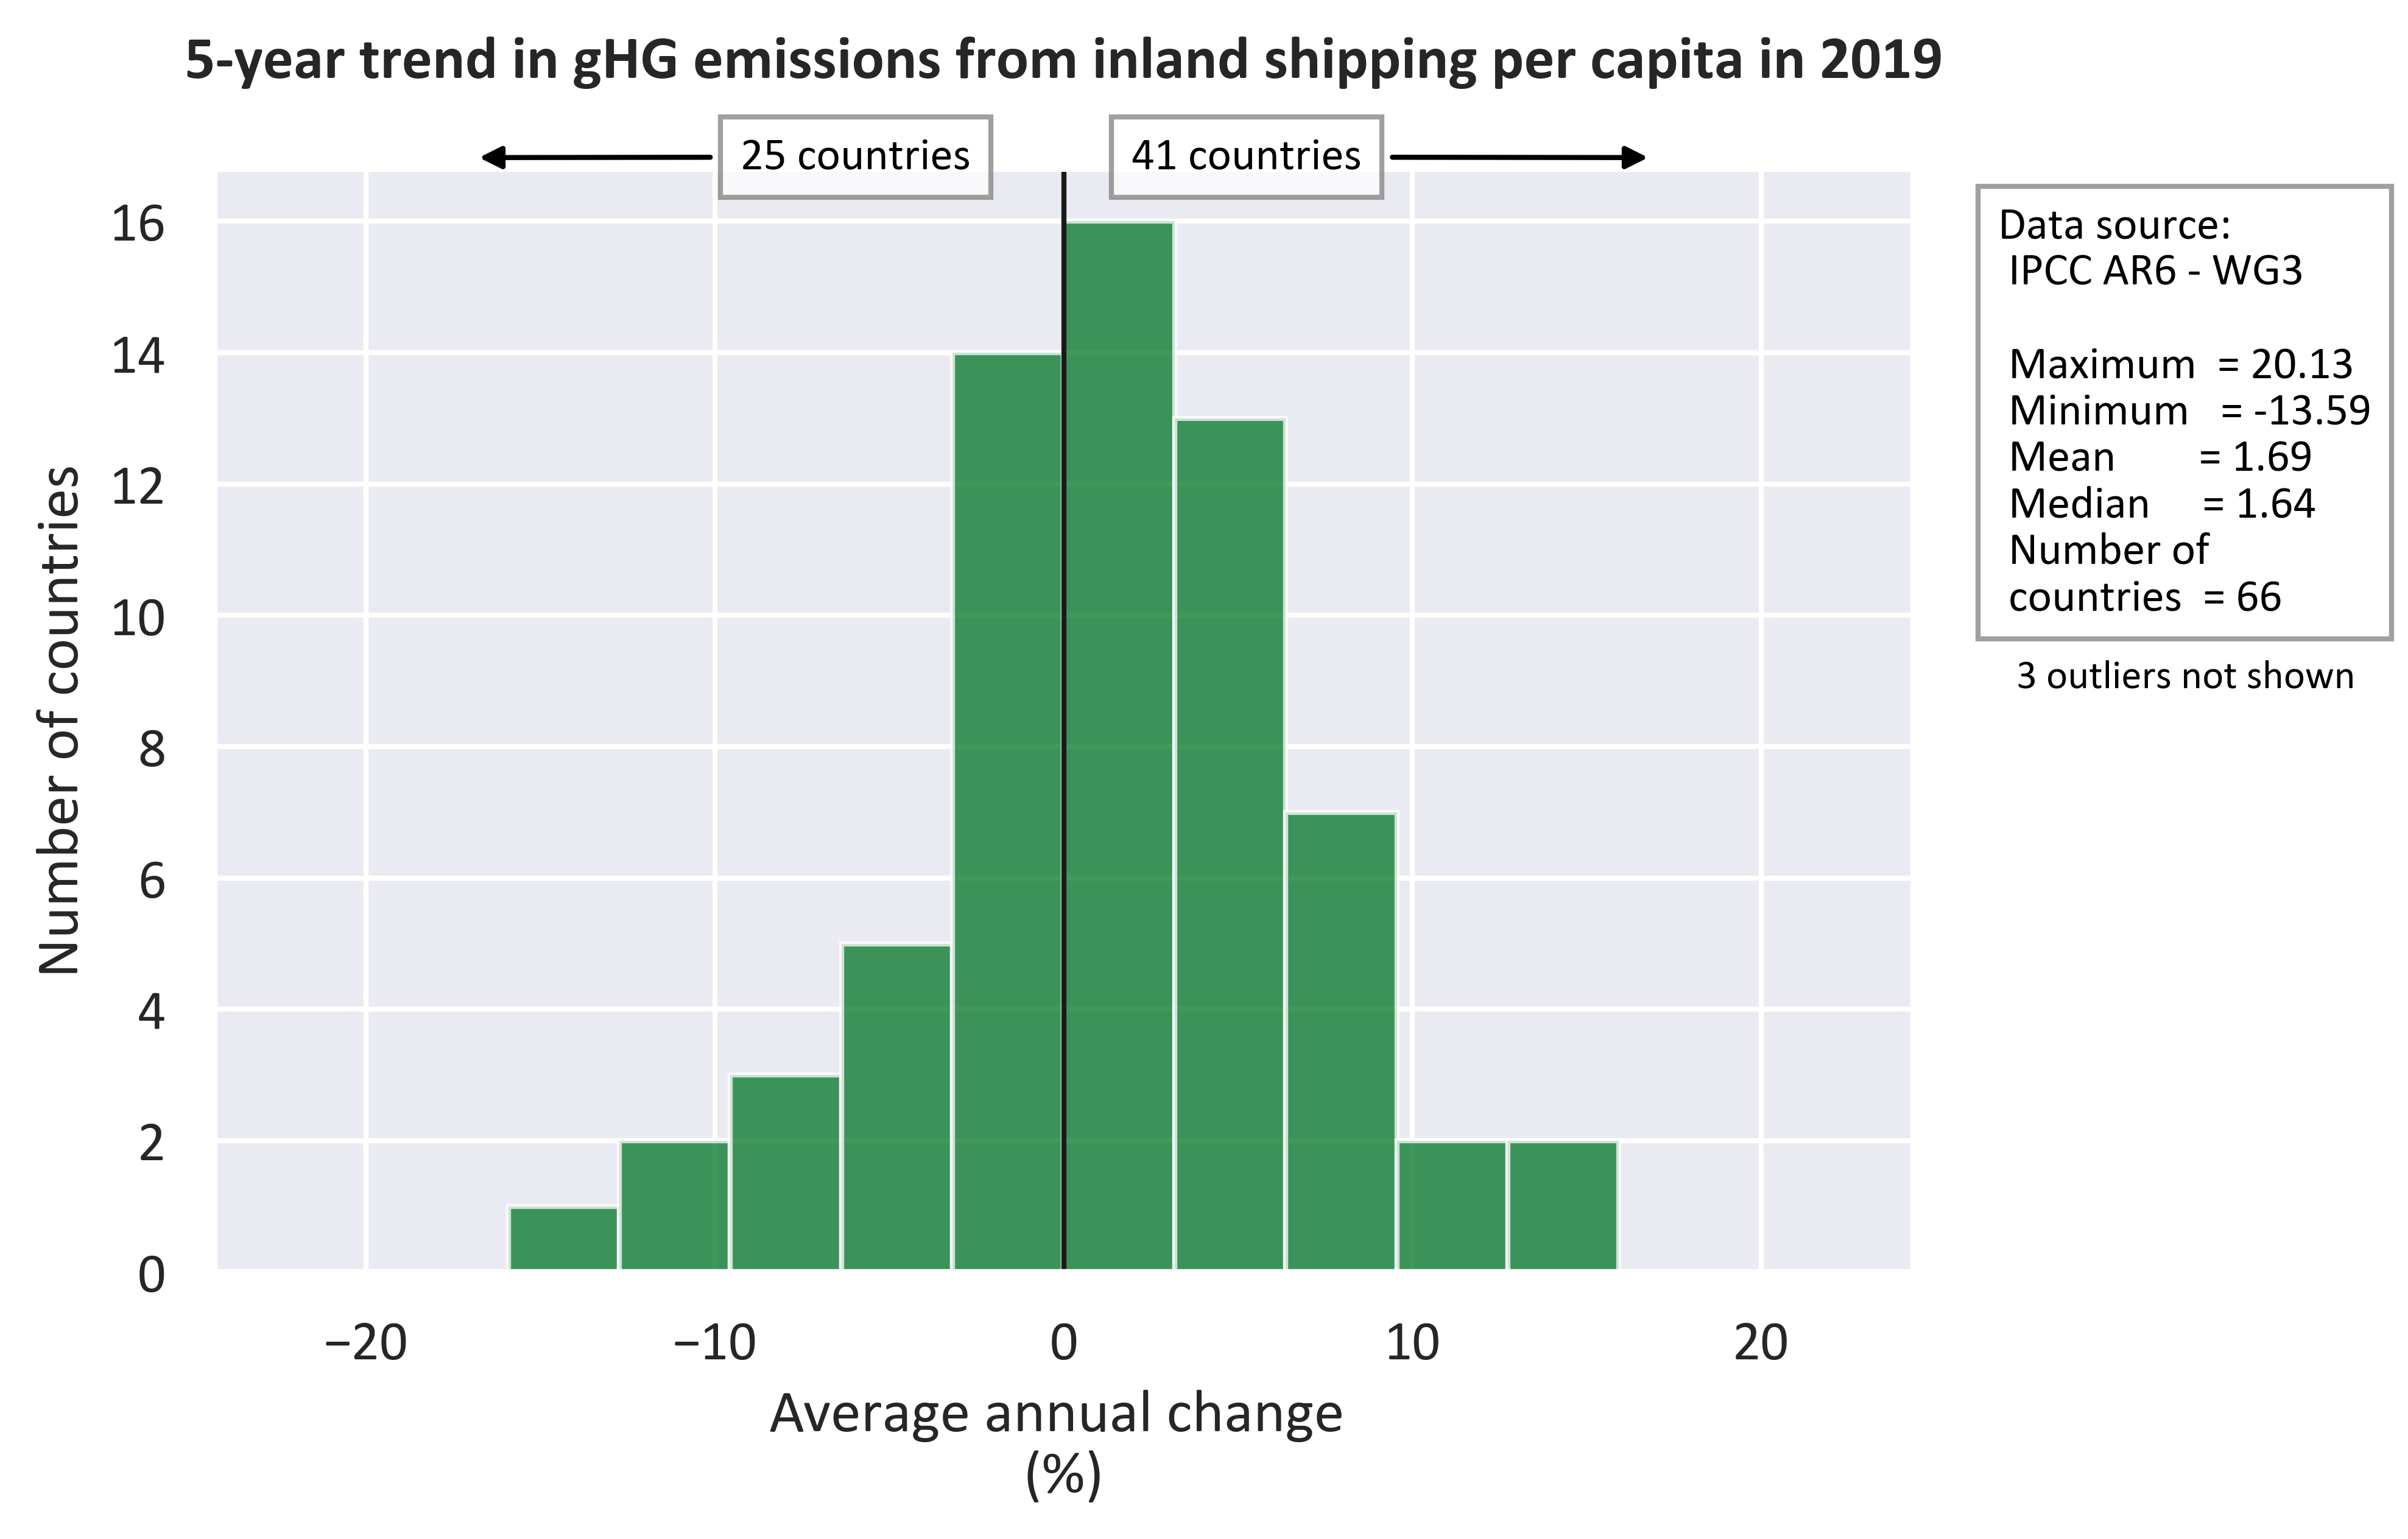 5-year trend in gHG emissions from inland shipping per capita in 2019
25 countries
41 countries
16
14
12
10
8
6
4
2
0
Number of countries
−20
−10
0
10
20
Average annual change
(%)
Data source:
IPCC AR6 - WG3
Maximum = 20.13
Minimum = -13.59
Mean = 1.69
Median = 1.64
Number of
countries = 66
3 outliers not shown